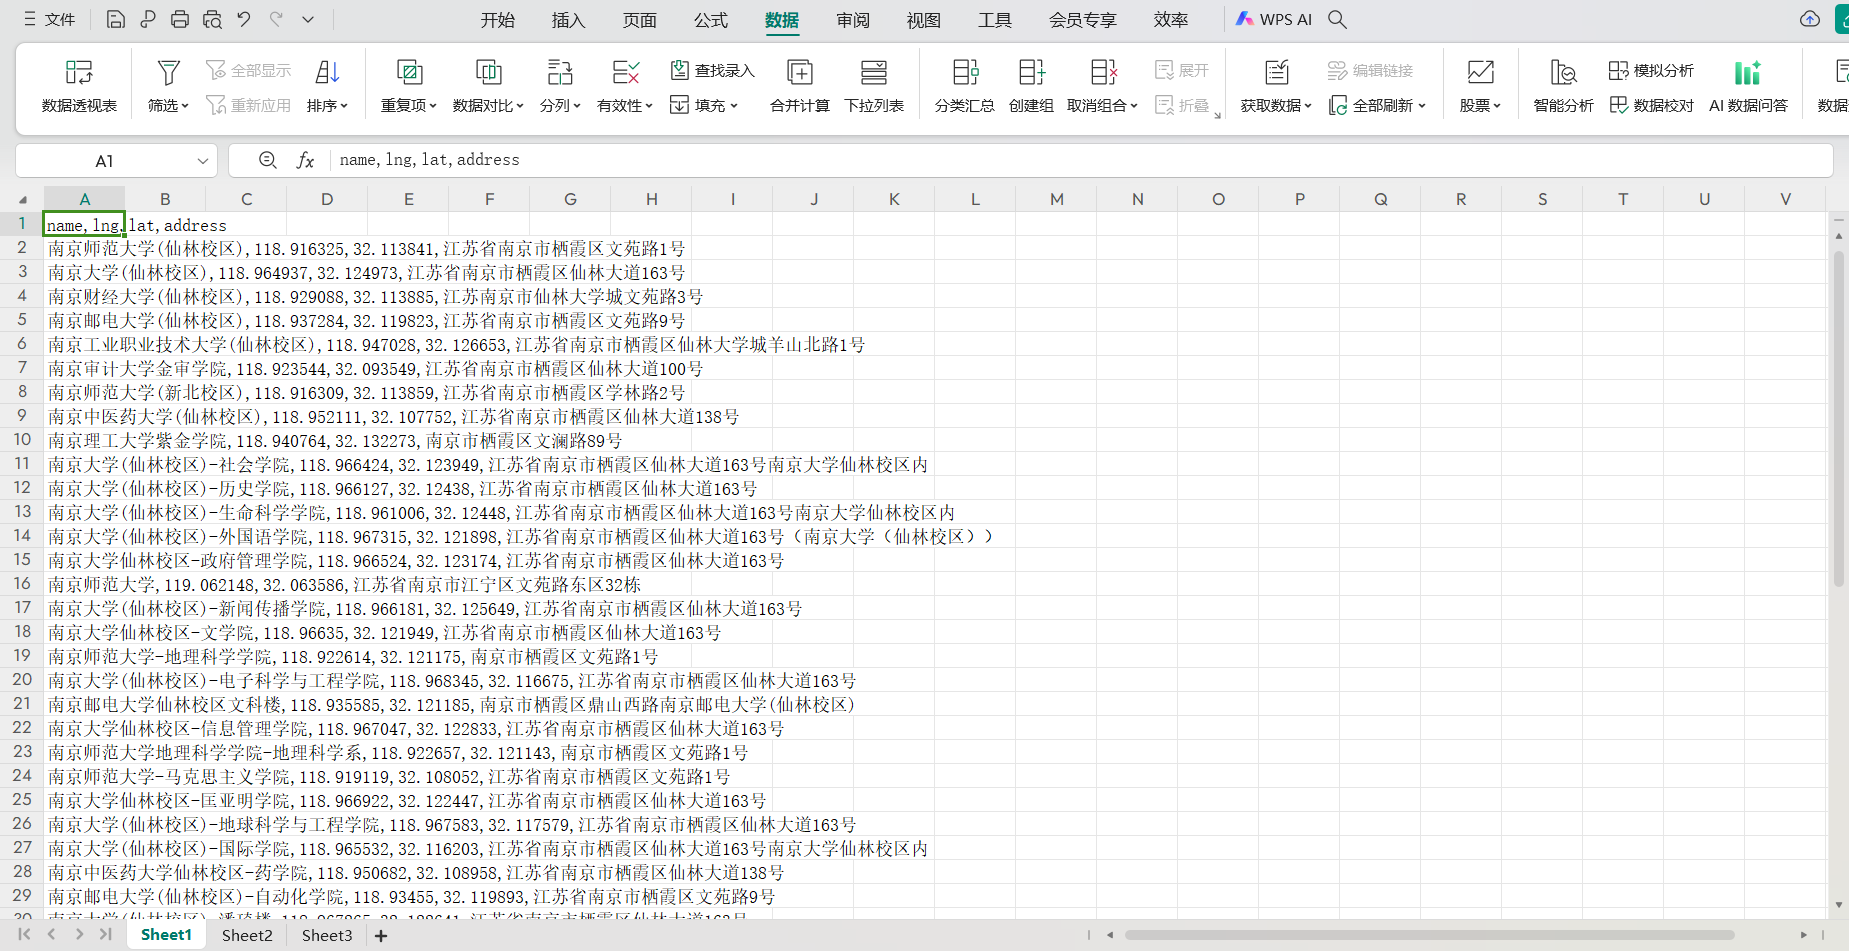 文件
开始 插入 页面 公式 数据 审阅 视图 工具 会员专享 效率 WPS AI
数据透视表 筛选 全部显示 重新应用 排序 重复项 数据对比 分列 有效性 查找录入 填充 合并计算 下拉列表 分类汇总 创建组 取消组合 展开 折叠 获取数据 编辑链接 全部刷新 股票 智能分析 模拟分析 数据校对 AI 数据问答 数据
A1 fx name,lng,lat,address
A B C D E F G H I J K L M N O P Q R S T U V
1 name,lng,lat,address
2 南京师范大学(仙林校区),118.916325,32.113841,江苏省南京市栖霞区文苑路1号
3 南京大学(仙林校区),118.964937,32.124973,江苏省南京市栖霞区仙林大道163号
4 南京财经大学(仙林校区),118.929088,32.113885,江苏南京市仙林大学城文苑路3号
5 南京邮电大学(仙林校区),118.937284,32.119823,江苏省南京市栖霞区文苑路9号
6 南京工业职业技术大学(仙林校区),118.947028,32.126653,江苏省南京市栖霞区仙林大学城羊山北路1号
7 南京审计大学金审学院,118.923544,32.093549,江苏省南京市栖霞区仙林大道100号
8 南京师范大学(新北校区),118.916309,32.113859,江苏省南京市栖霞区学林路2号
9 南京中医药大学(仙林校区),118.952111,32.107752,江苏省南京市栖霞区仙林大道138号
10 南京理工大学紫金学院,118.940764,32.132273,南京市栖霞区文澜路89号
11 南京大学(仙林校区)-社会学院,118.966424,32.123949,江苏省南京市栖霞区仙林大道163号南京大学仙林校区内
12 南京大学(仙林校区)-历史学院,118.966127,32.12438,江苏省南京市栖霞区仙林大道163号
13 南京大学(仙林校区)-生命科学学院,118.961006,32.12448,江苏省南京市栖霞区仙林大道163号南京大学仙林校区内
14 南京大学(仙林校区)-外国语学院,118.967315,32.121898,江苏省南京市栖霞区仙林大道163号（南京大学（仙林校区））
15 南京大学仙林校区-政府管理学院,118.966524,32.123174,江苏省南京市栖霞区仙林大道163号
16 南京师范大学,119.062148,32.063586,江苏省南京市江宁区文苑路东区32栋
17 南京大学(仙林校区)-新闻传播学院,118.966181,32.125649,江苏省南京市栖霞区仙林大道163号
18 南京大学仙林校区-文学院,118.96635,32.121949,江苏省南京市栖霞区仙林大道163号
19 南京师范大学-地理科学学院,118.922614,32.121175,南京市栖霞区文苑路1号
20 南京大学(仙林校区)-电子科学与工程学院,118.968345,32.116675,江苏省南京市栖霞区仙林大道163号
21 南京邮电大学仙林校区文科楼,118.935585,32.121185,南京市栖霞区鼎山西路南京邮电大学(仙林校区)
22 南京大学仙林校区-信息管理学院,118.967047,32.122833,江苏省南京市栖霞区仙林大道163号
23 南京师范大学地理科学学院-地理科学系,118.922657,32.121143,南京市栖霞区文苑路1号
24 南京师范大学-马克思主义学院,118.919119,32.108052,江苏省南京市栖霞区文苑路1号
25 南京大学仙林校区-匡亚明学院,118.966922,32.122447,江苏省南京市栖霞区仙林大道163号
26 南京大学(仙林校区)-地球科学与工程学院,118.967583,32.117579,江苏省南京市栖霞区仙林大道163号
27 南京大学(仙林校区)-国际学院,118.965532,32.116203,江苏省南京市栖霞区仙林大道163号南京大学仙林校区内
28 南京中医药大学仙林校区-药学院,118.950682,32.108958,江苏省南京市栖霞区仙林大道138号
29 南京邮电大学(仙林校区)-自动化学院,118.93455,32.119893,江苏省南京市栖霞区文苑路9号
Sheet1 Sheet2 Sheet3